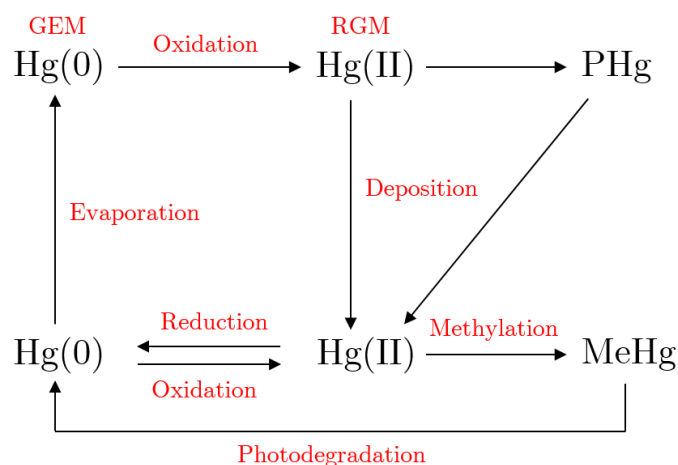 GEM RGM
Oxidation
Hg(0) Hg(II) PHg
Deposition
Evaporation
Reduction Methylation
Hg(0) Hg(II) MeHg
Oxidation
Photodegradation